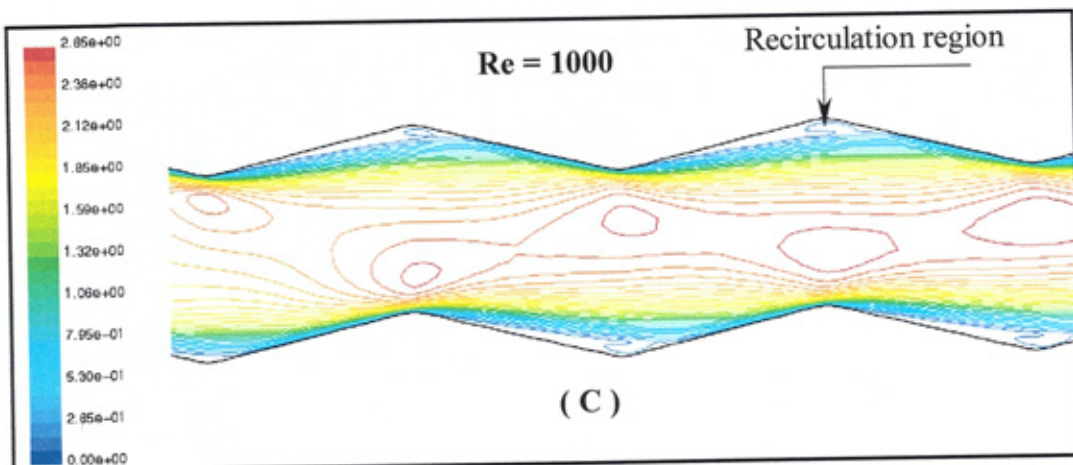 2.65e+00
2.36e+00
2.12e+00
1.85e+00
1.59e+00
1.32e+00
1.06e+00
7.95e-01
5.30e-01
2.65e-01
0.00e+00
Re = 1000
Recirculation region
( C )